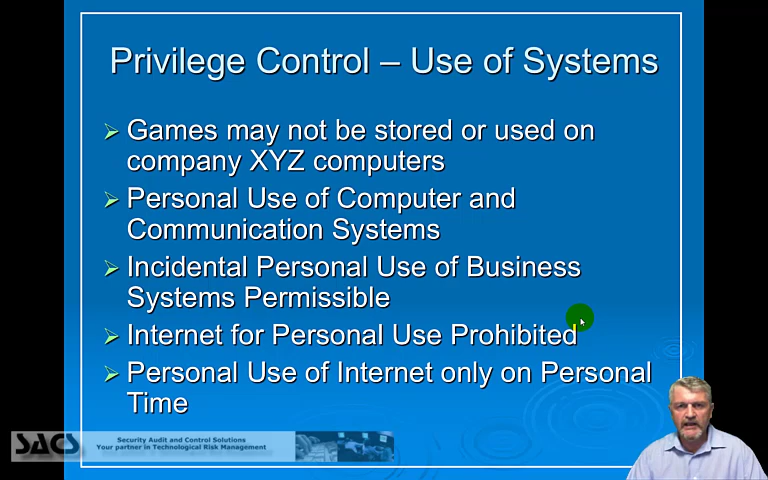 Privilege Control – Use of Systems
Games may not be stored or used on
company XYZ computers
Personal Use of Computer and
Communication Systems
Incidental Personal Use of Business
Systems Permissible
Internet for Personal Use Prohibited
Personal Use of Internet only on Personal
Time
SACS
Security Audit and Control Solutions
Your partner in Technological Risk Management